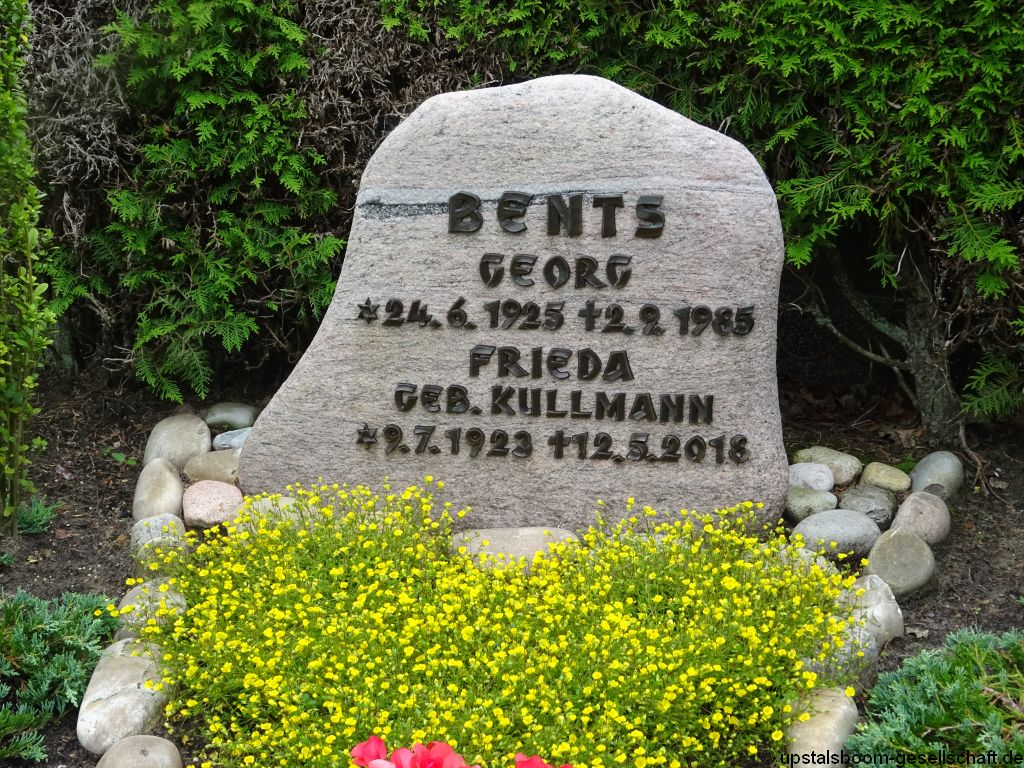 BENTS
GEORG
*24.6.1925 †2.9.1985
FRIEDA
GEB. KULLMANN
*9.7.1923 †12.5.2018
© upstalsboom-gesellschaft.de